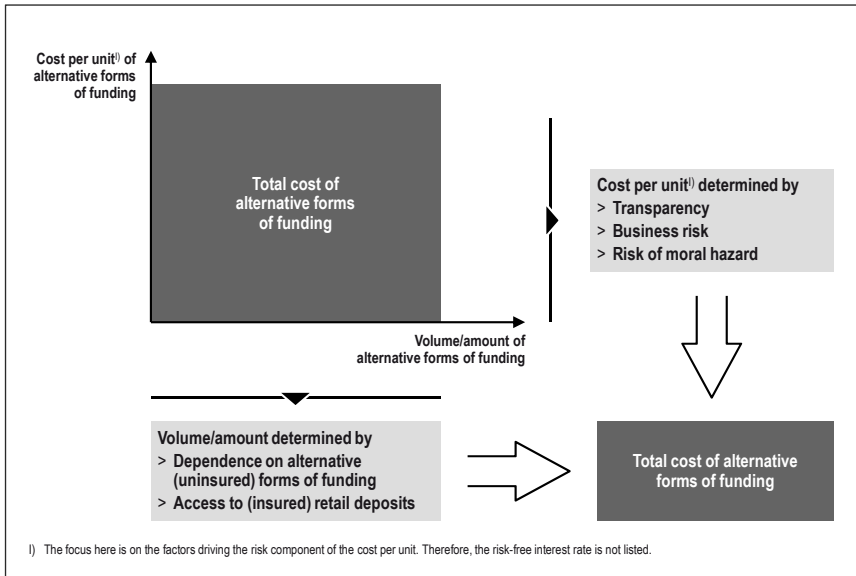 Cost per unitI) of
alternative forms
of funding
Total cost of
alternative forms
of funding
Cost per unitI) determined by
> Transparency
> Business risk
> Risk of moral hazard
Volume/amount of
alternative forms of funding
Volume/amount determined by
> Dependence on alternative
(uninsured) forms of funding
> Access to (insured) retail deposits
Total cost of alternative
forms of funding
I) The focus here is on the factors driving the risk component of the cost per unit. Therefore, the risk-free interest rate is not listed.